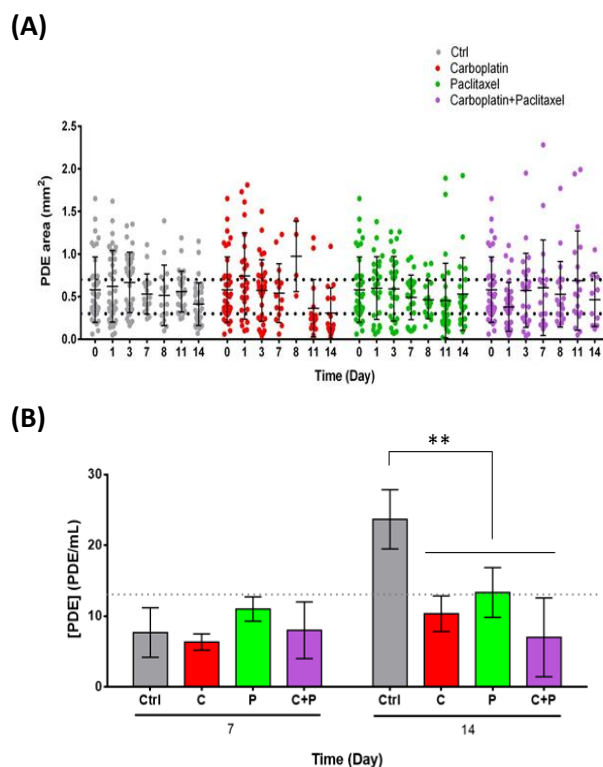 (A)
Ctrl
Carboplatin
Paclitaxel
Carboplatin+Paclitaxel
PDE area (mm²)
2.5
2.0
1.5
1.0
0.5
0.0
0 1 3 7 8 11 14 0 1 3 7 8 11 14 0 1 3 7 8 11 14 0 1 3 7 8 11 14
Time (Day)
(B)
[PDE] (PDE/mL)
30
20
10
0
**
Ctrl C P C+P Ctrl C P C+P
7 14
Time (Day)